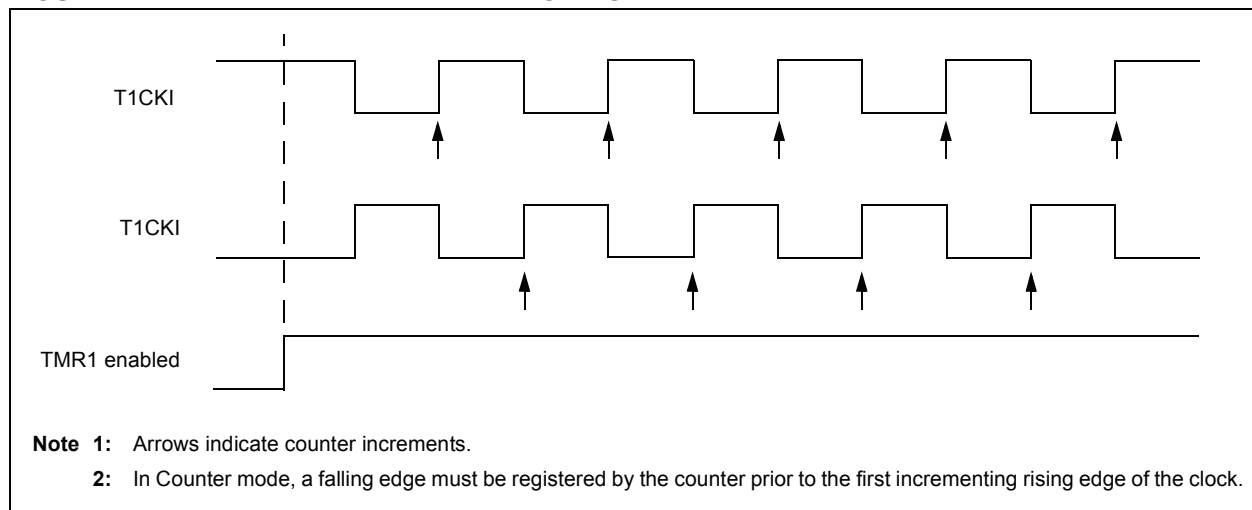 T1CKI
T1CKI
TMR1 enabled
Note 1: Arrows indicate counter increments.
2: In Counter mode, a falling edge must be registered by the counter prior to the first incrementing rising edge of the clock.